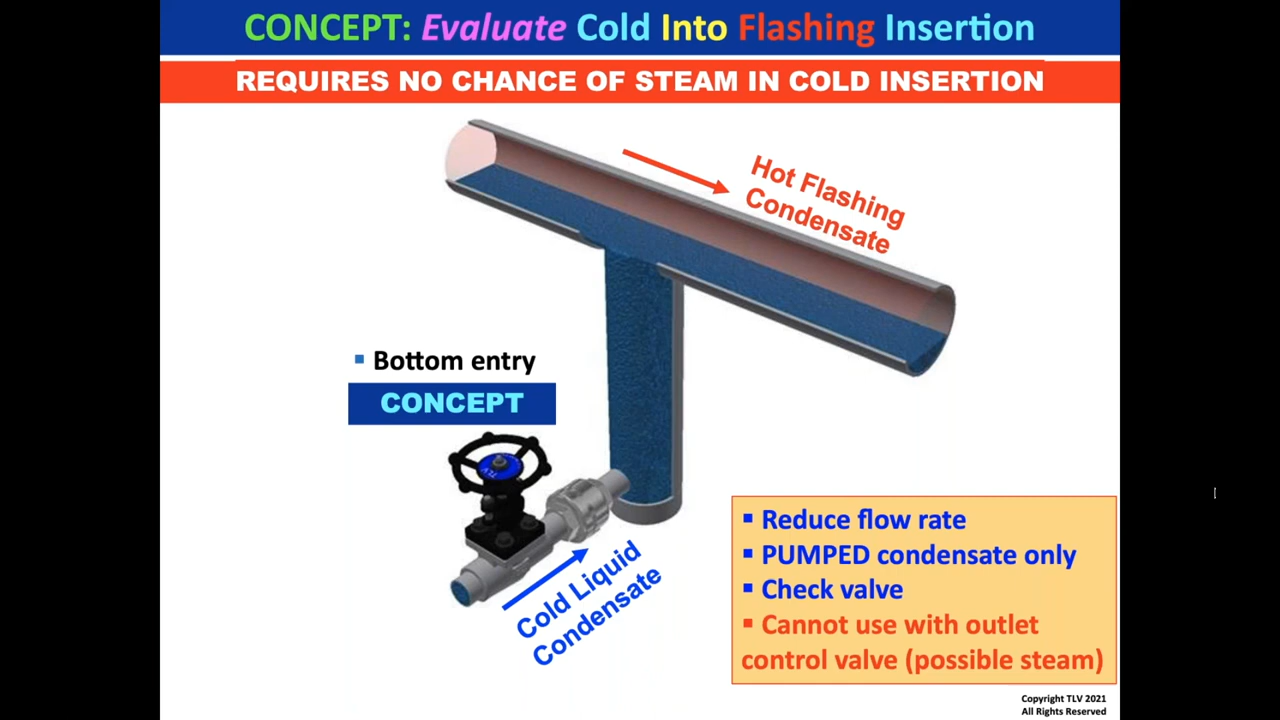 CONCEPT: Evaluate Cold Into Flashing Insertion
REQUIRES NO CHANCE OF STEAM IN COLD INSERTION
Hot Flashing
Condensate
▪ Bottom entry
CONCEPT
TLV
Cold Liquid
Condensate
▪ Reduce flow rate
▪ PUMPED condensate only
▪ Check valve
▪ Cannot use with outlet
control valve (possible steam)
Copyright TLV 2021
All Rights Reserved